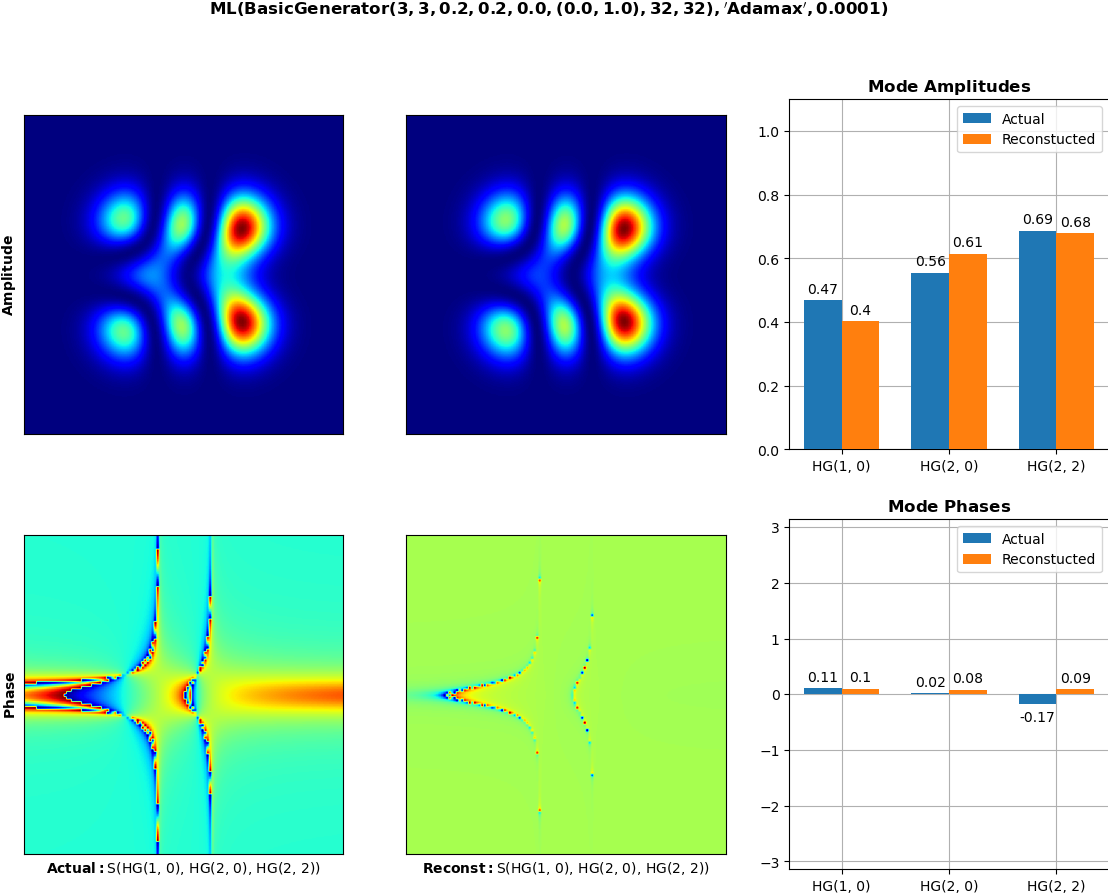 ML(BasicGenerator(3, 3, 0.2, 0.2, 0.0, (0.0, 1.0), 32, 32), ′Adamax′, 0.0001)
Amplitude
Mode Amplitudes
Actual
Reconstucted
1.0
0.8
0.6
0.4
0.2
0.0
0.47
0.4
0.56
0.61
0.69
0.68
HG(1, 0)
HG(2, 0)
HG(2, 2)
Phase
Actual: S(HG(1, 0), HG(2, 0), HG(2, 2))
Reconst: S(HG(1, 0), HG(2, 0), HG(2, 2))
Mode Phases
Actual
Reconstucted
3
2
1
0
−1
−2
−3
0.11
0.1
0.02
0.08
-0.17
0.09
HG(1, 0)
HG(2, 0)
HG(2, 2)